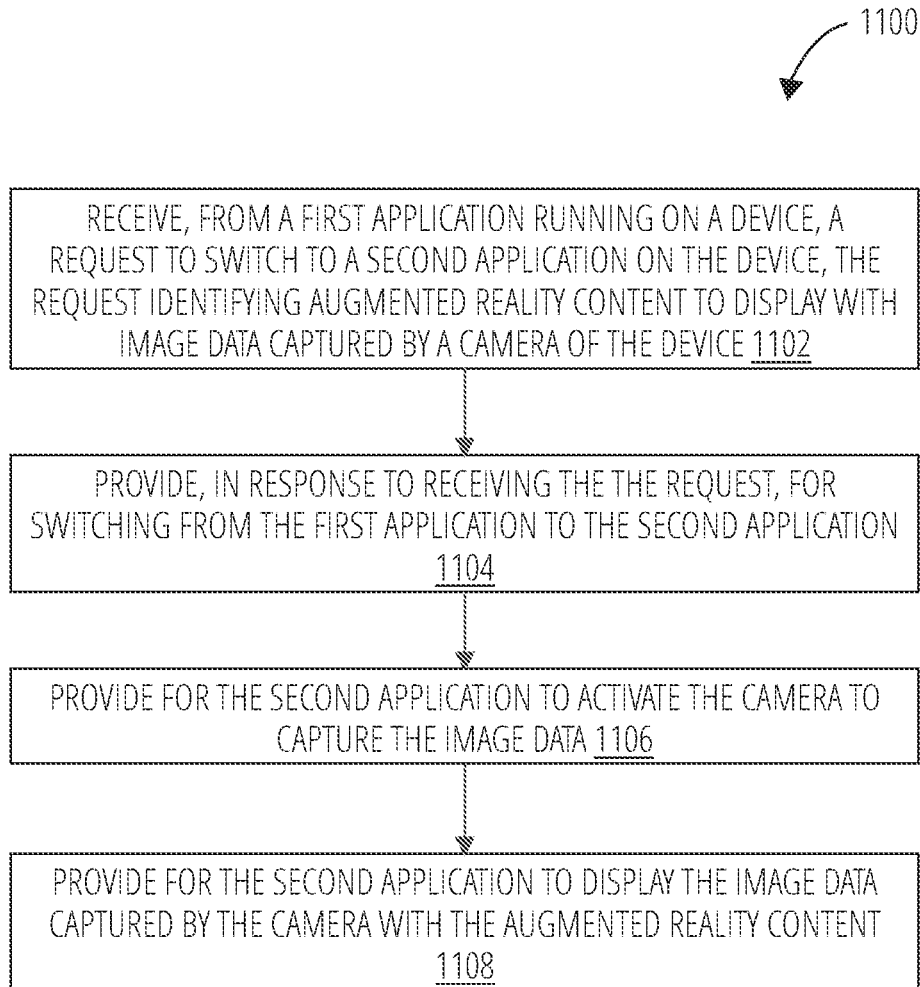 1100
RECEIVE, FROM A FIRST APPLICATION RUNNING ON A DEVICE, A
REQUEST TO SWITCH TO A SECOND APPLICATION ON THE DEVICE, THE
REQUEST IDENTIFYING AUGMENTED REALITY CONTENT TO DISPLAY WITH
IMAGE DATA CAPTURED BY A CAMERA OF THE DEVICE 1102
PROVIDE, IN RESPONSE TO RECEIVING THE THE REQUEST, FOR
SWITCHING FROM THE FIRST APPLICATION TO THE SECOND APPLICATION
1104
PROVIDE FOR THE SECOND APPLICATION TO ACTIVATE THE CAMERA TO
CAPTURE THE IMAGE DATA 1106
PROVIDE FOR THE SECOND APPLICATION TO DISPLAY THE IMAGE DATA
CAPTURED BY THE CAMERA WITH THE AUGMENTED REALITY CONTENT
1108